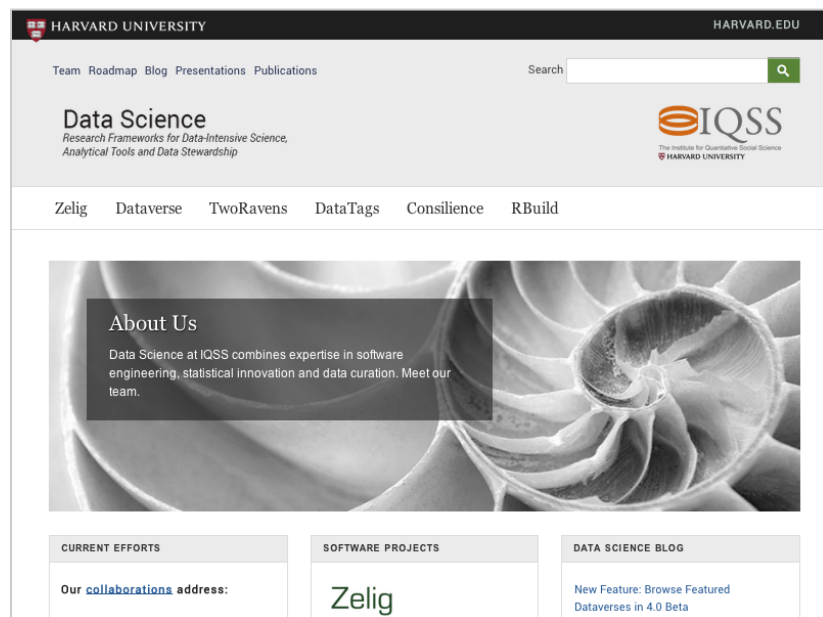 HARVARD UNIVERSITY
HARVARD.EDU
Team Roadmap Blog Presentations Publications
Search
Data Science
Research Frameworks for Data-Intensive Science,
Analytical Tools and Data Stewardship
IQSS
The Institute for Quantitative Social Science
HARVARD UNIVERSITY
Zelig Dataverse TwoRavens DataTags Consilience RBuild
About Us
Data Science at IQSS combines expertise in software
engineering, statistical innovation and data curation. Meet our
team.
CURRENT EFFORTS
Our collaborations address:
SOFTWARE PROJECTS
Zelig
DATA SCIENCE BLOG
New Feature: Browse Featured
Dataverses in 4.0 Beta